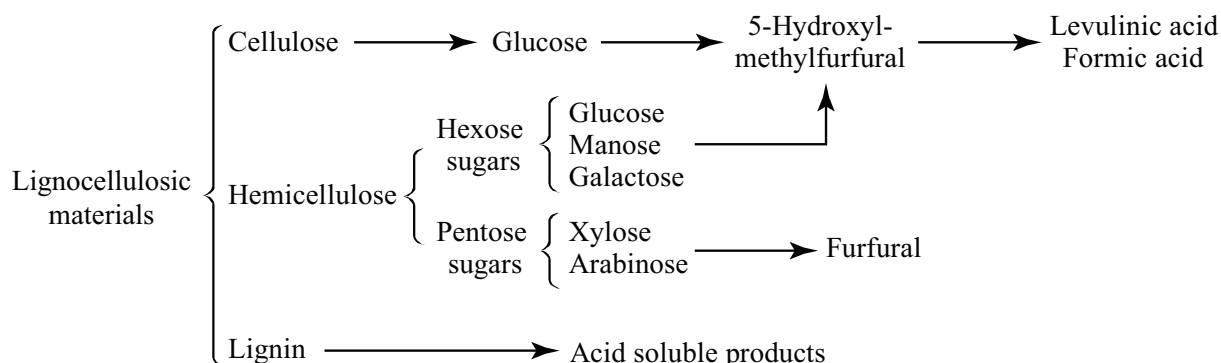 Cellulose
Glucose
5-Hydroxyl-
methylfurfural
Levulinic acid
Formic acid
Lignocellulosic
materials
Hemicellulose
Hexose
sugars
Glucose
Manose
Galactose
Pentose
sugars
Xylose
Arabinose
Furfural
Lignin
Acid soluble products